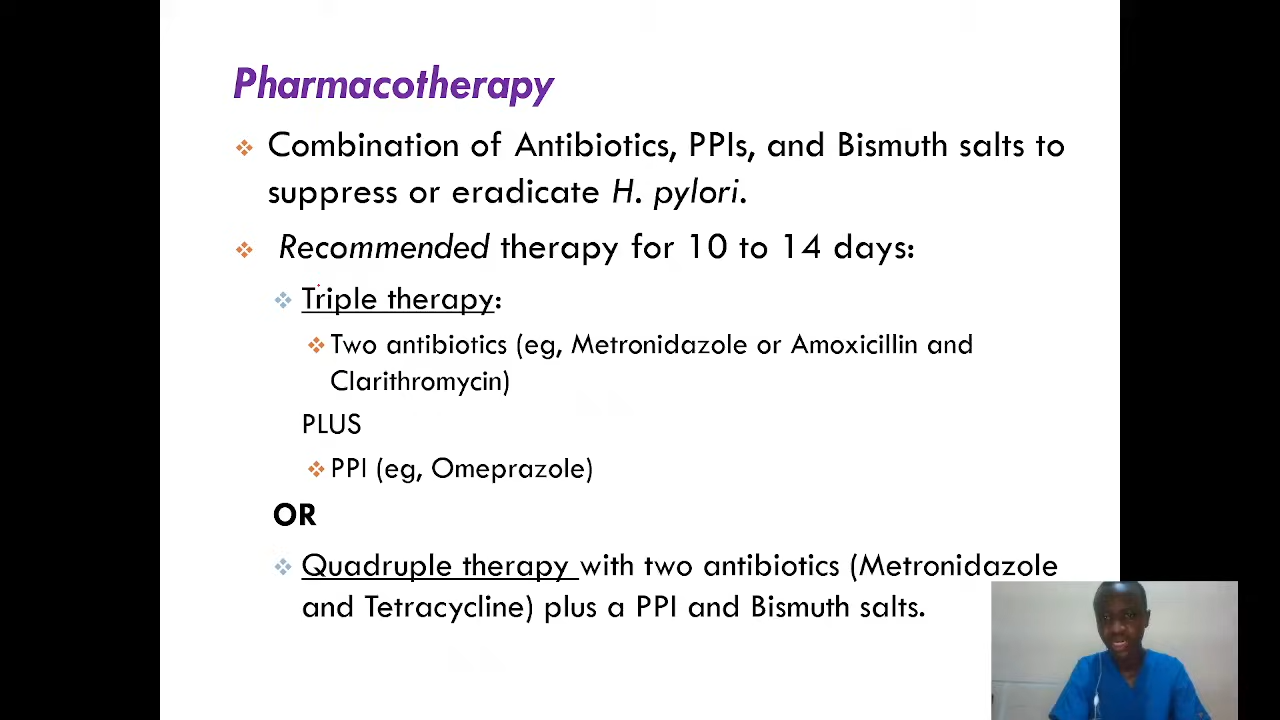 Pharmacotherapy
Combination of Antibiotics, PPIs, and Bismuth salts to
suppress or eradicate H. pylori.
Recommended therapy for 10 to 14 days:
Triple therapy:
Two antibiotics (eg, Metronidazole or Amoxicillin and
Clarithromycin)
PLUS
PPI (eg, Omeprazole)
OR
Quadruple therapy with two antibiotics (Metronidazole
and Tetracycline) plus a PPI and Bismuth salts.